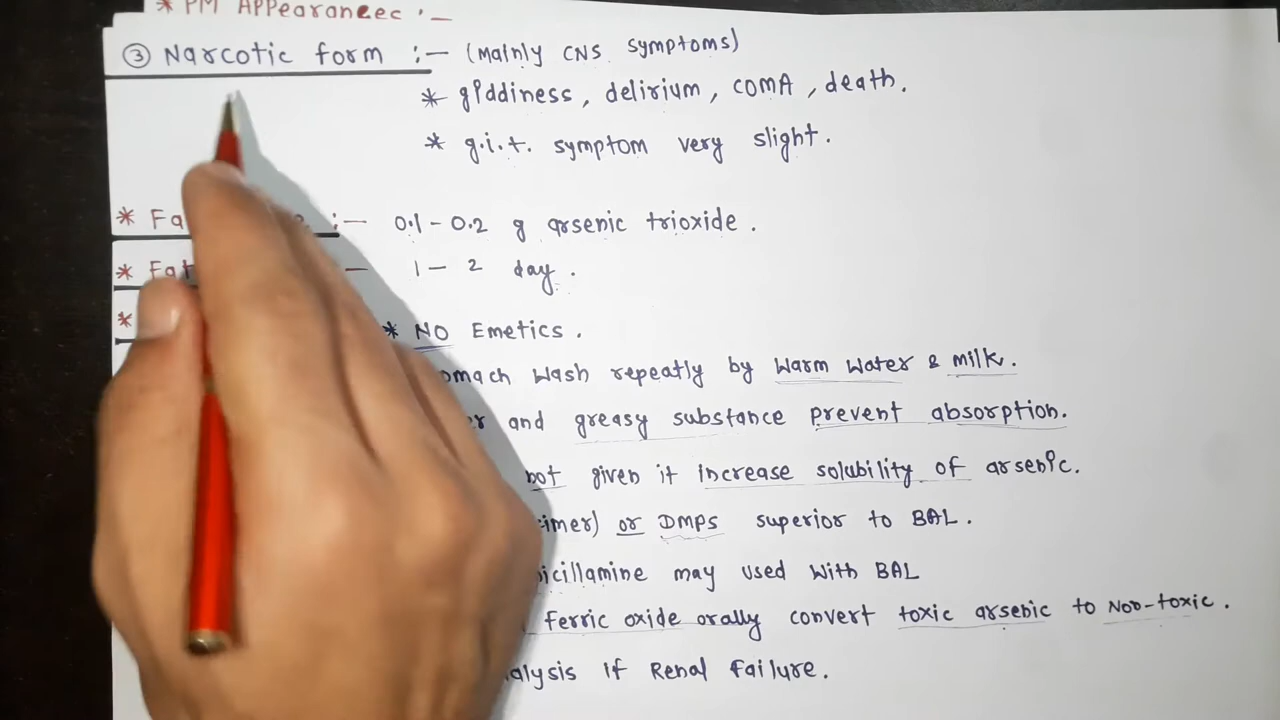 * PM Appearancec :-
③ Narcotic form :- (mainly CNS symptoms)
* giddiness, delirium, COMA, death.
* g.i.t. symptom very slight.
* Fa :- 0.1 - 0.2 g arsenic trioxide.
* Fat - 1 - 2 day.
* * NO Emetics.
omach wash repeatly by warm water & milk.
er and greasy substance prevent absorption.
not given it increase solubility of arsenic.
cimer) or DMPS superior to BAL.
icillamine may used with BAL
ferric oxide orally convert toxic arsenic to Non-toxic.
alysis if Renal failure.